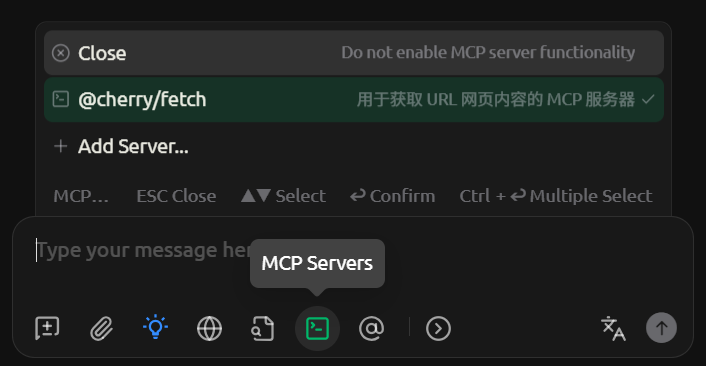 Close Do not enable MCP server functionality
@cherry/fetch 用于获取 URL 网页内容的 MCP 服务器
Add Server...
MCP... ESC Close ▲▼ Select ↩ Confirm Ctrl + ↩ Multiple Select
Type your message her
MCP Servers